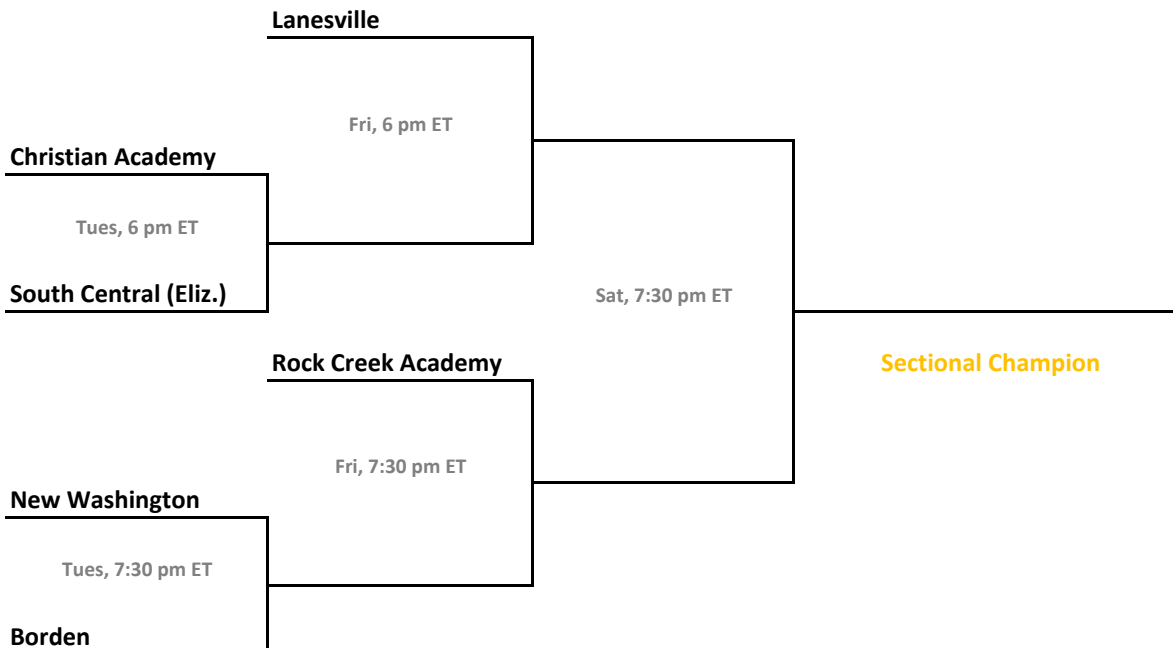 Lanesville
Fri, 6 pm ET
Christian Academy
Tues, 6 pm ET
South Central (Eliz.)
Sat, 7:30 pm ET
Rock Creek Academy
Sectional Champion
Fri, 7:30 pm ET
New Washington
Tues, 7:30 pm ET
Borden